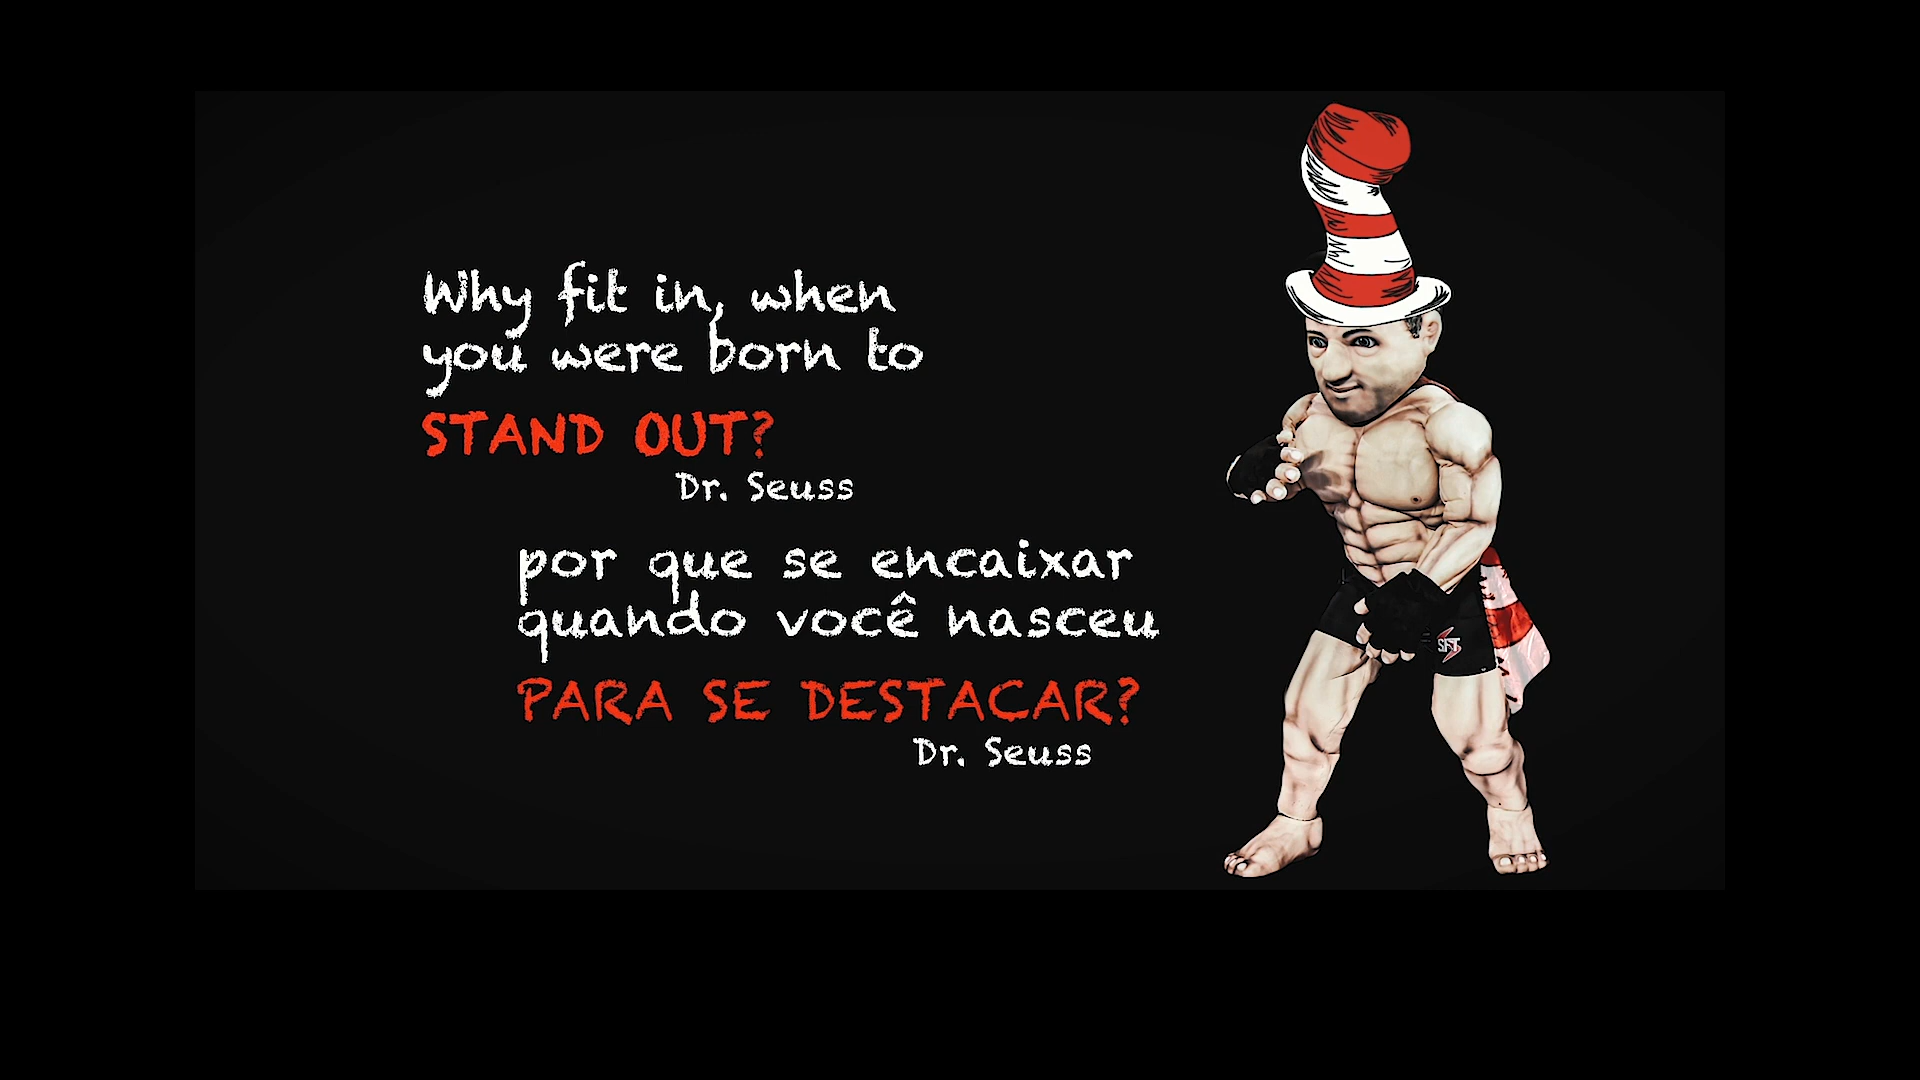 Why fit in, when
you were born to
STAND OUT?
Dr. Seuss
por que se encaixar
quando você nasceu
PARA SE DESTACAR?
Dr. Seuss
SFT